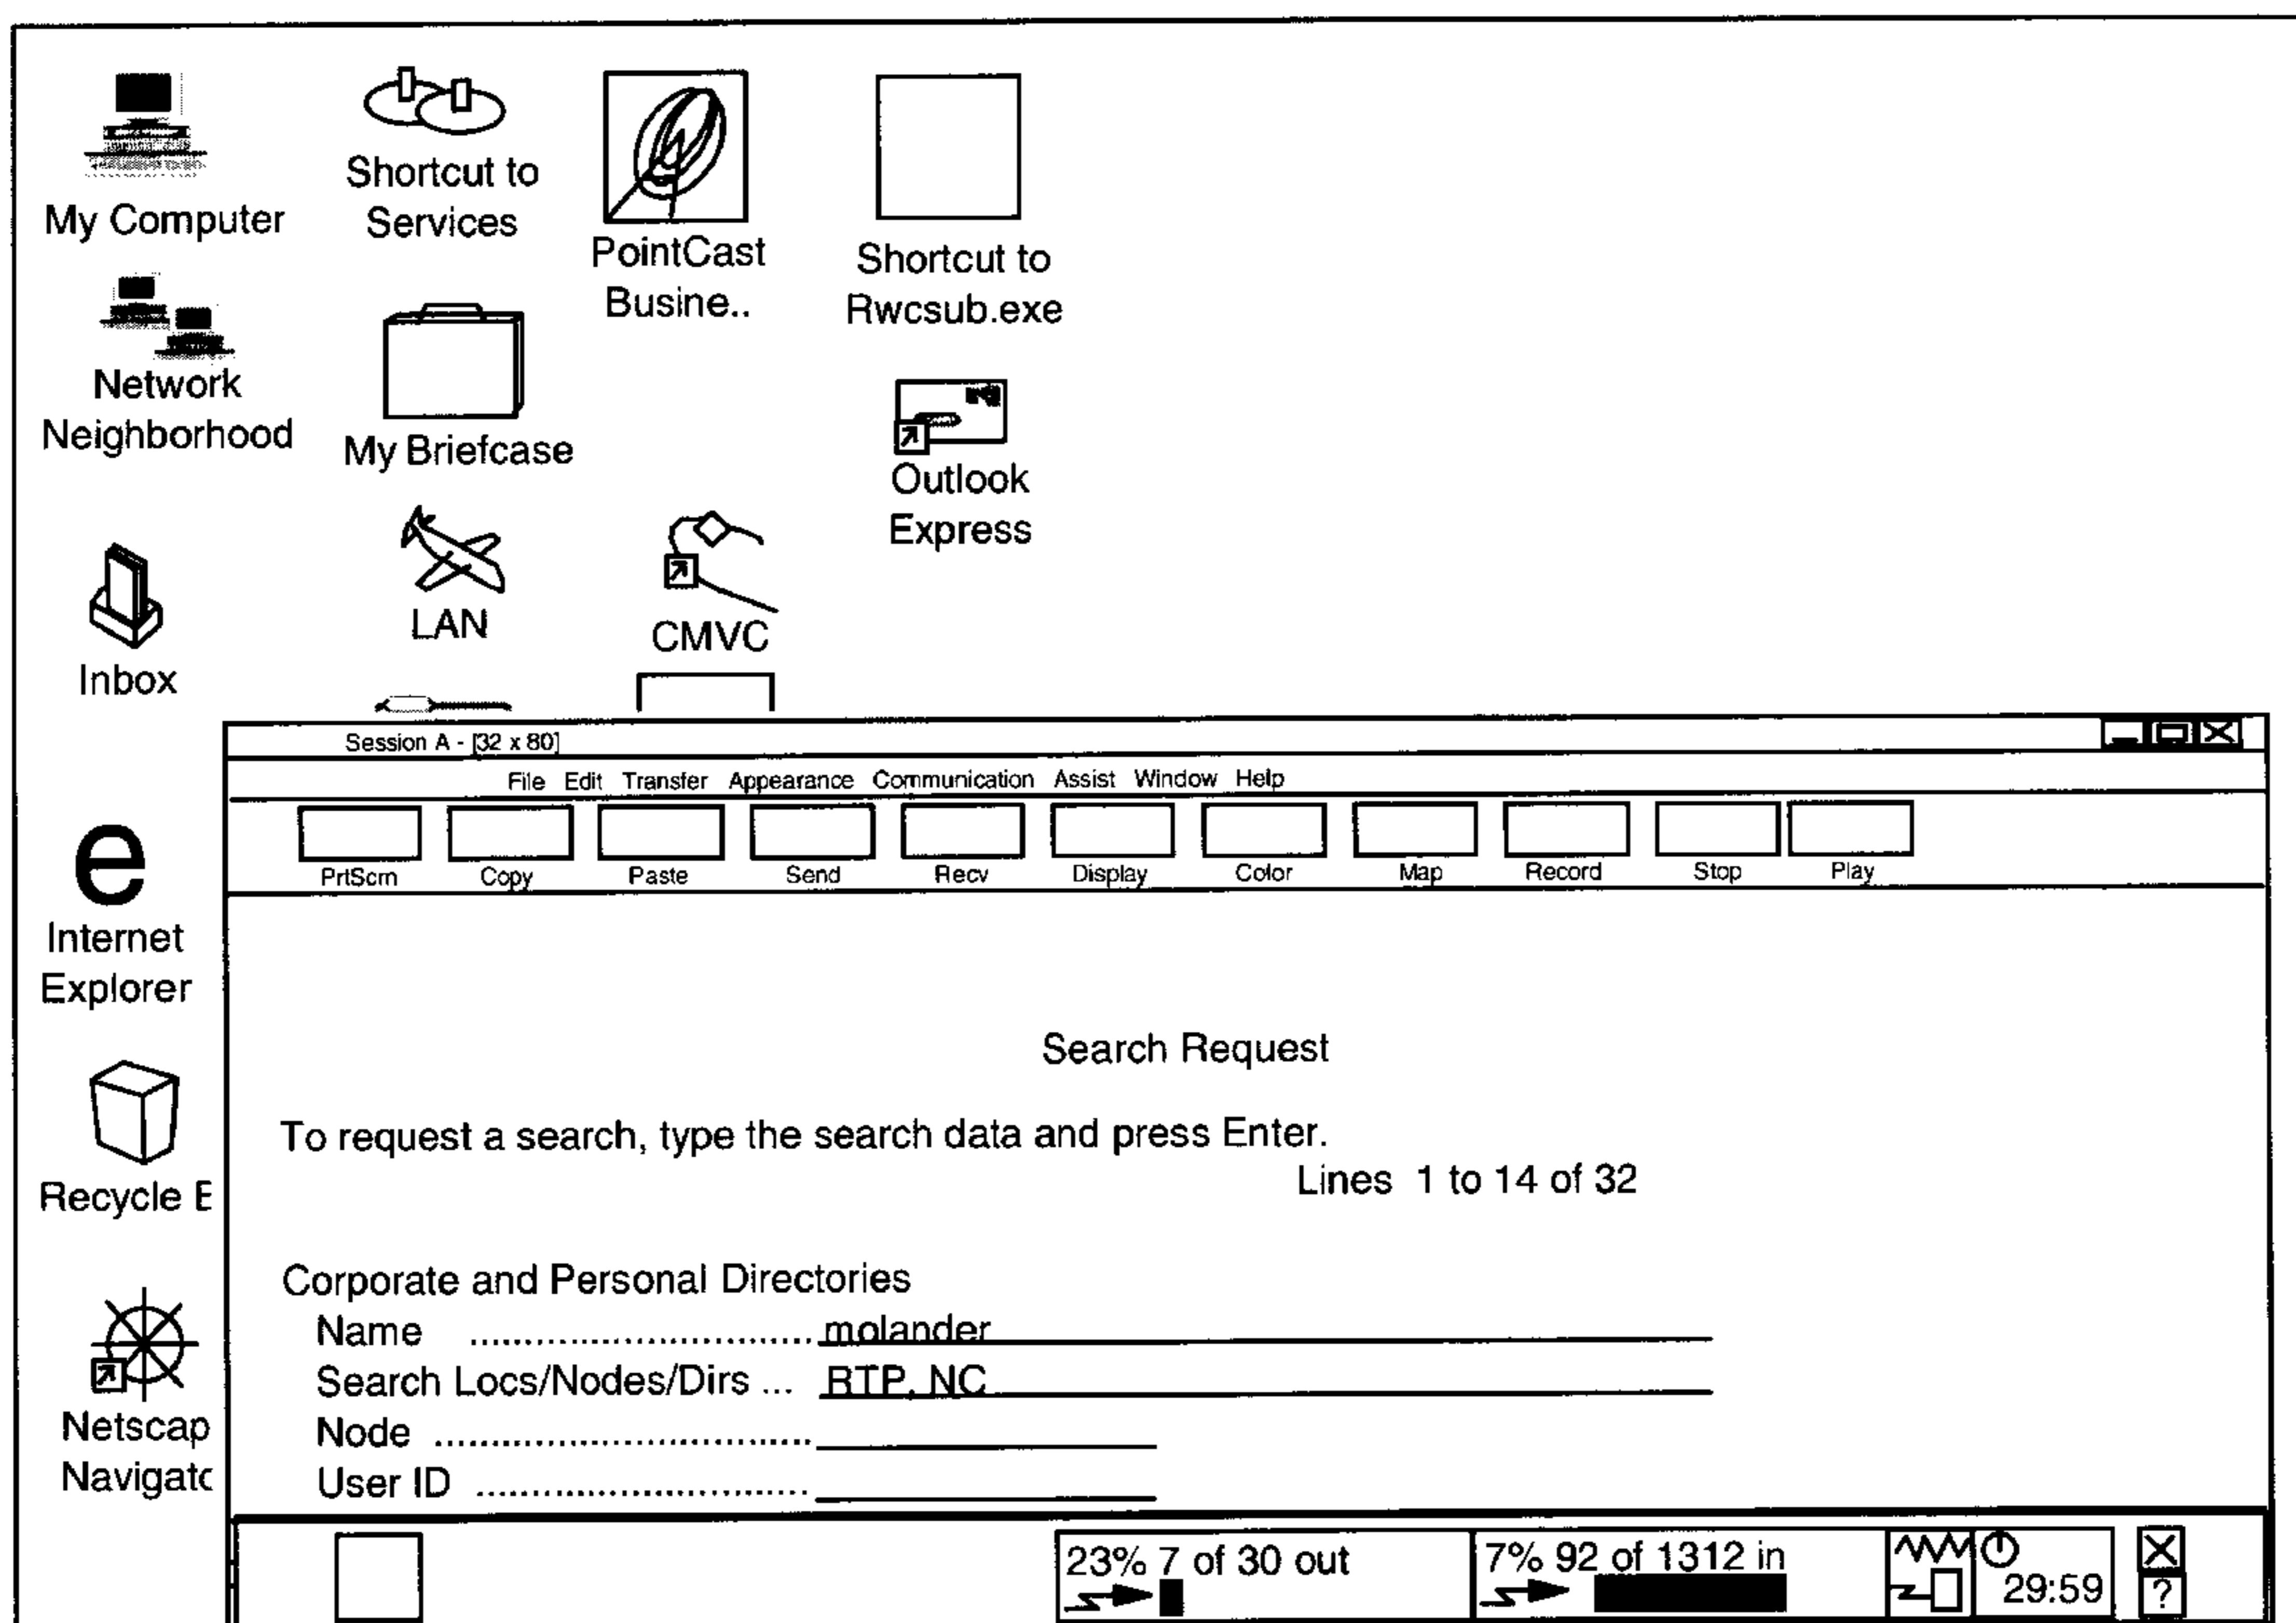 My Computer
Shortcut to
Services
PointCast
Busine..
Shortcut to
Rwcsub.exe
Network
Neighborhood
My Briefcase
Outlook
Express
Inbox
LAN
CMVC
Session A - [32 x 80]
File Edit Transfer Appearance Communication Assist Window Help
PrtScrn Copy Paste Send Recv Display Color Map Record Stop Play
e
Internet
Explorer
Search Request
To request a search, type the search data and press Enter.
Lines 1 to 14 of 32
Recycle B
Corporate and Personal Directories
Name .............................. molander
Search Locs/Nodes/Dirs ... RTP, NC
Node .................................
User ID .............................
Netscap
Navigato
23% 7 of 30 out
7% 92 of 1312 in
29:59
?